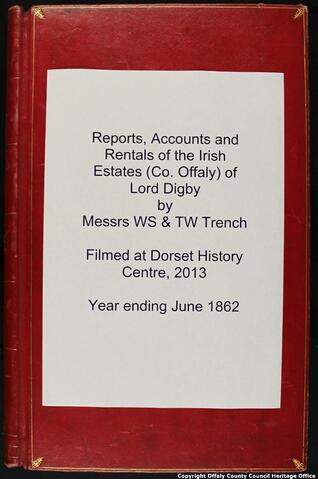 Reports, Accounts and
Rentals of the Irish
Estates (Co. Offaly) of
Lord Digby
by
Messrs WS & TW Trench
Filmed at Dorset History
Centre, 2013
Year ending June 1862
Copyright Offaly County Council Heritage Office